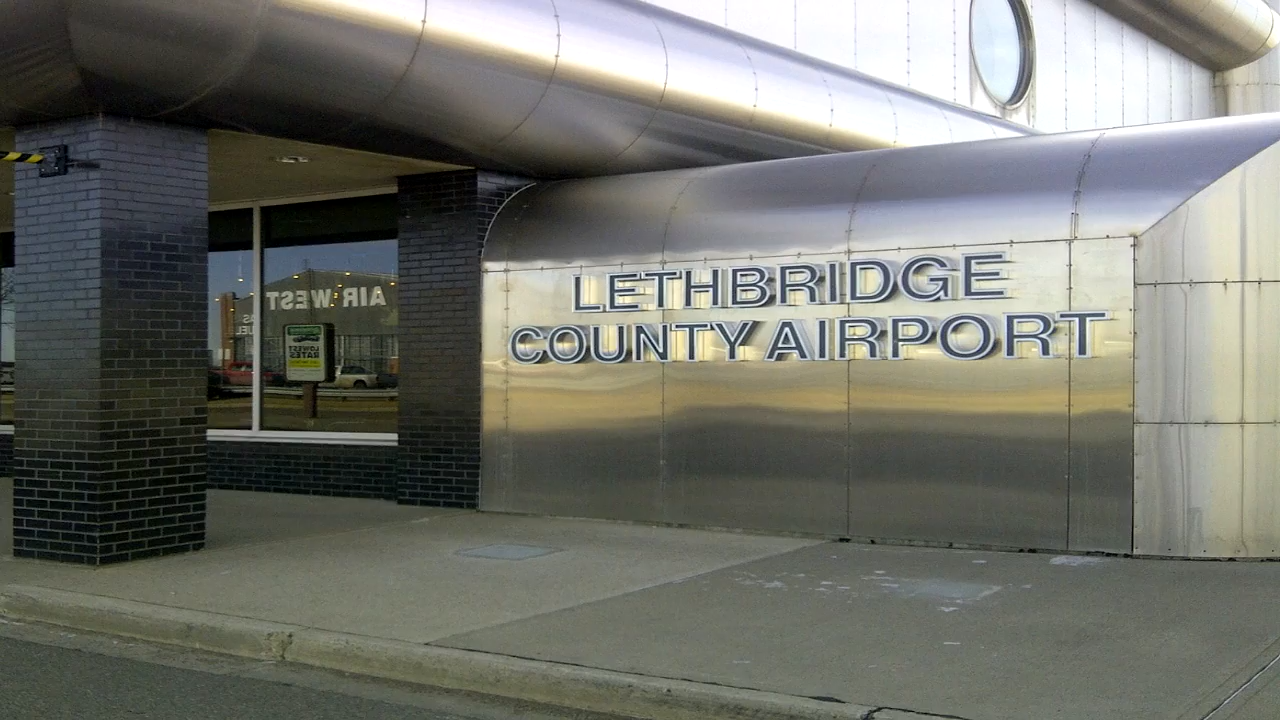 LETHBRIDGE
COUNTY AIRPORT
AIR WEST
LOWEST
RATES